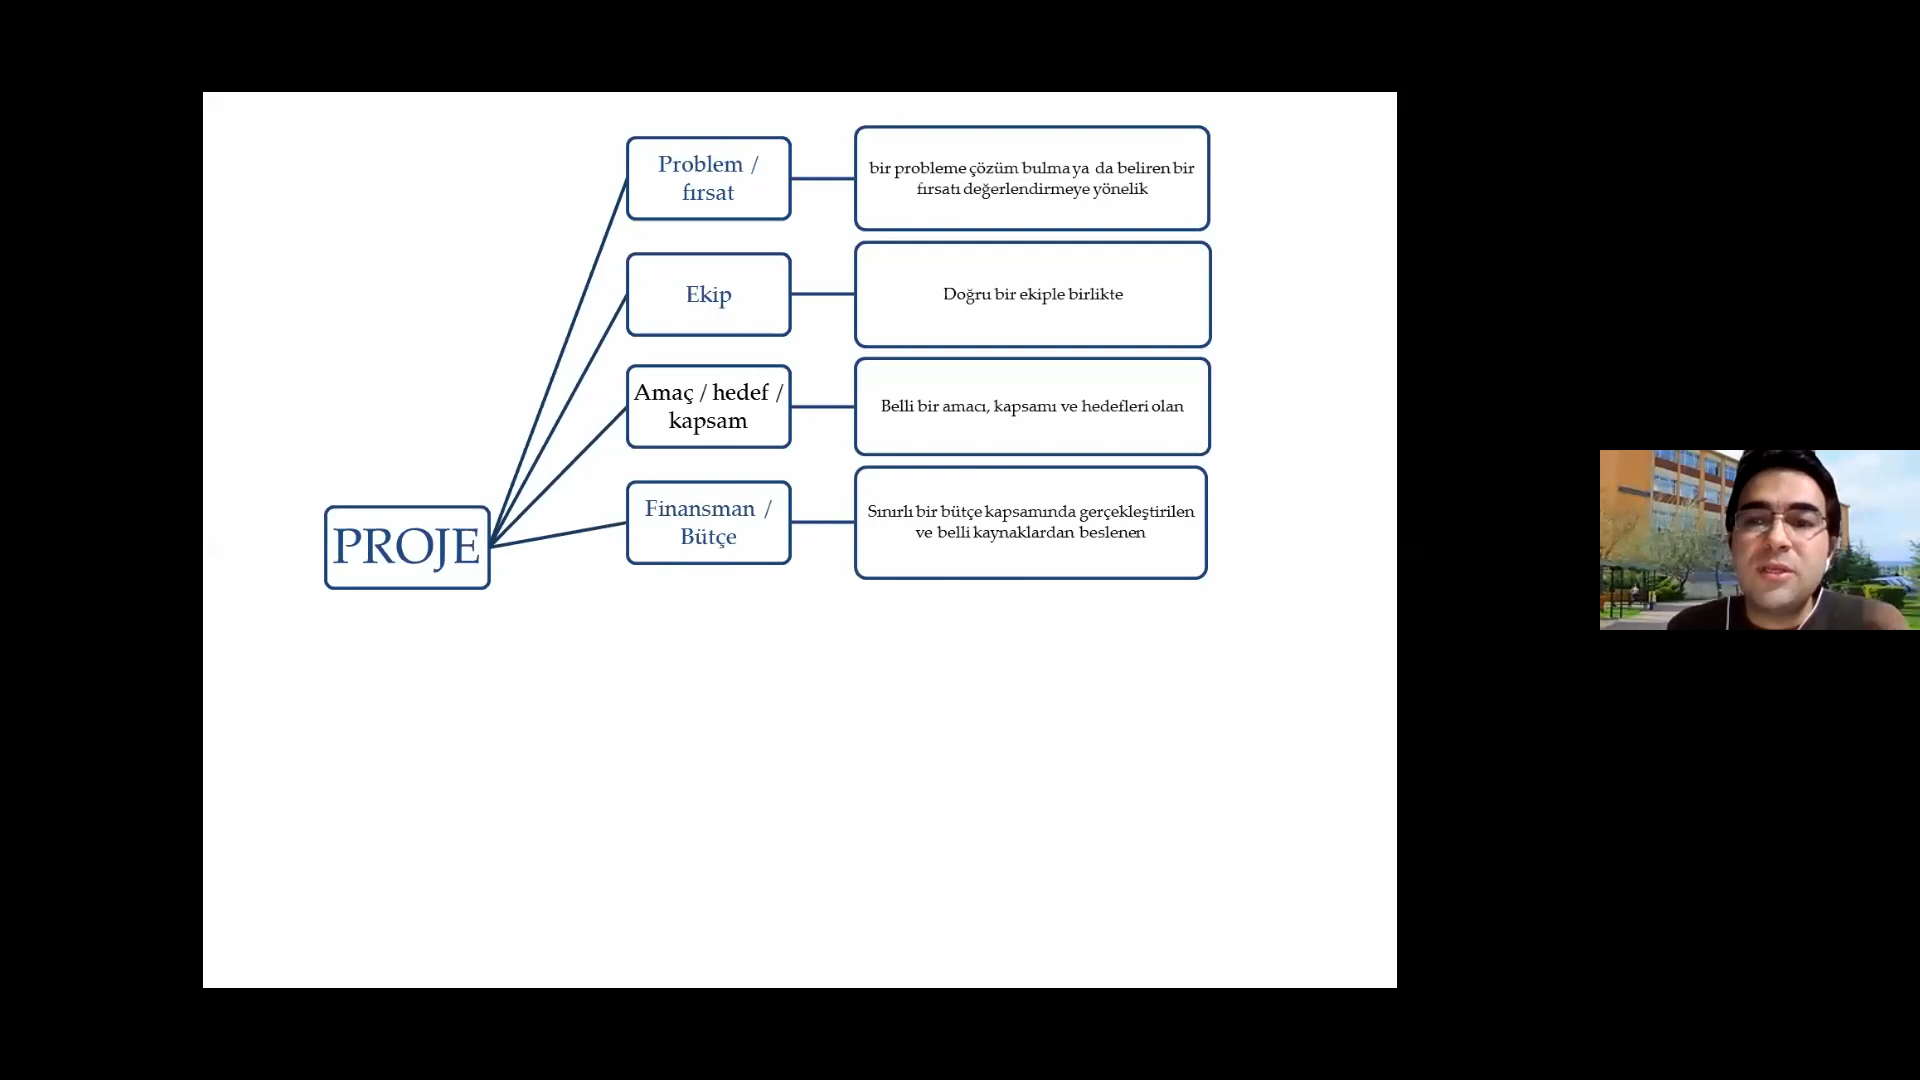 Problem /
fırsat
bir probleme çözüm bulma ya da beliren bir
fırsatı değerlendirmeye yönelik
Ekip
Doğru bir ekiple birlikte
Amaç / hedef /
kapsam
Belli bir amacı, kapsamı ve hedefleri olan
Finansman /
Bütçe
Sınırlı bir bütçe kapsamında gerçekleştirilen
ve belli kaynaklardan beslenen
PROJE